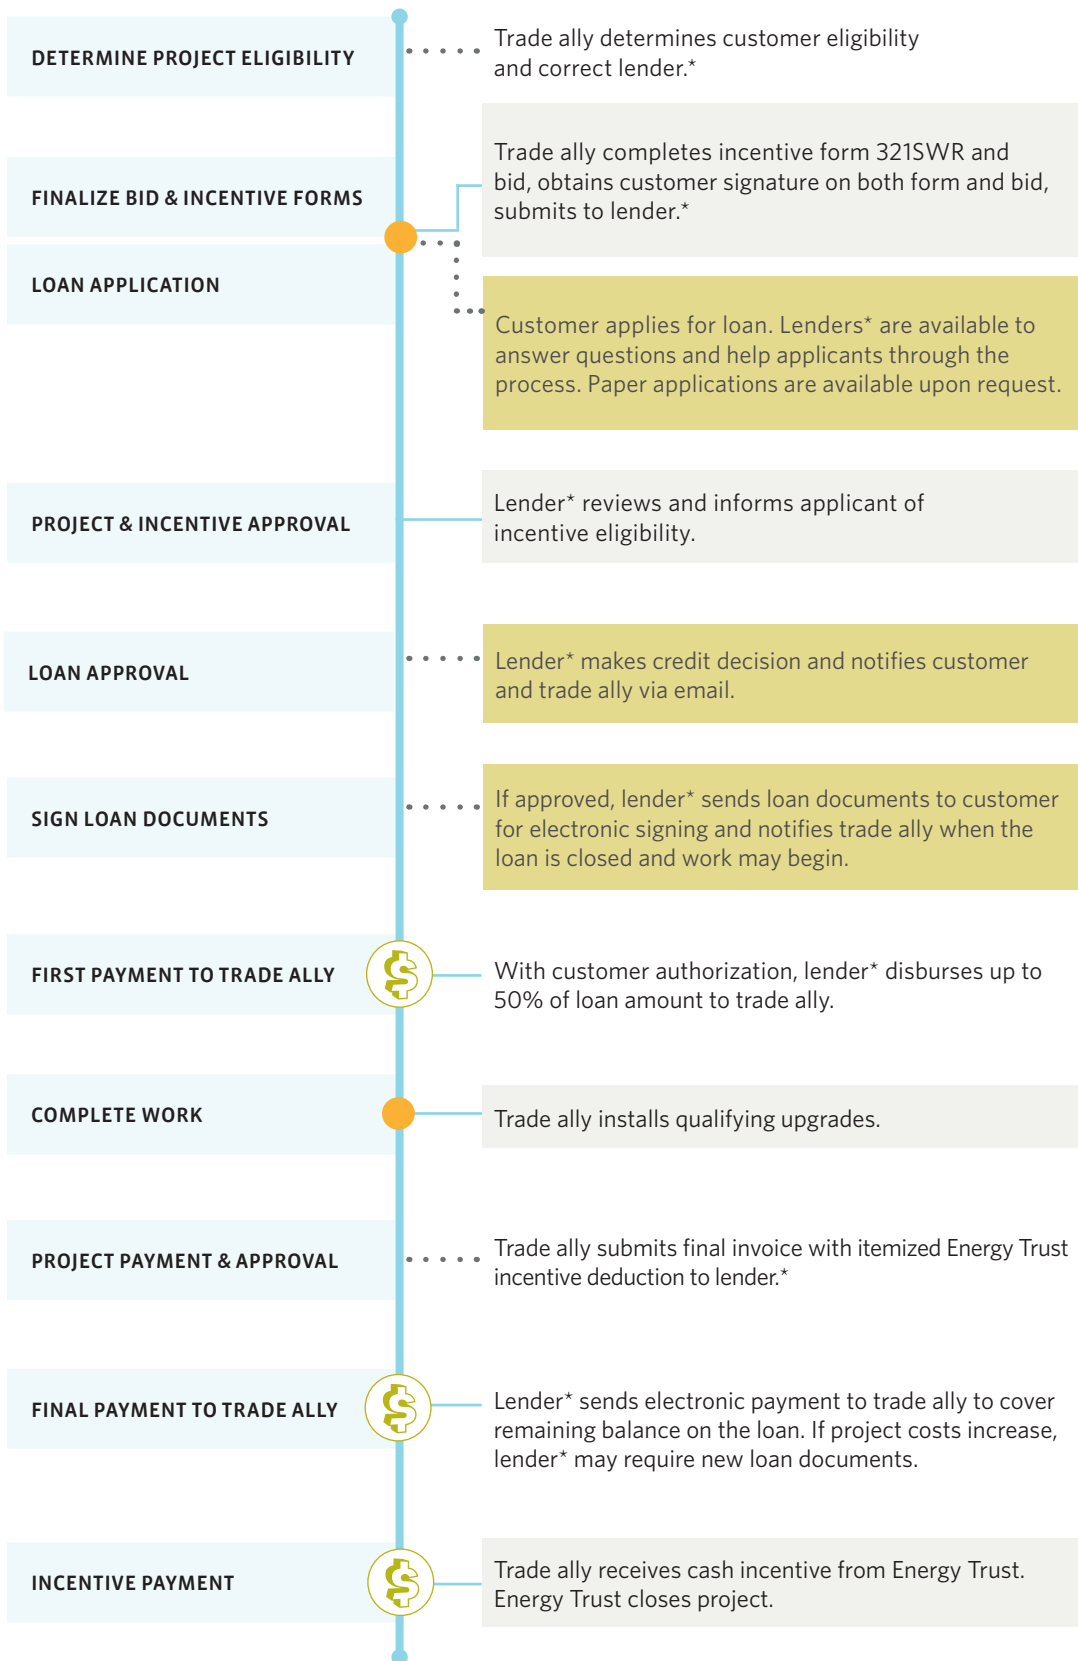 DETERMINE PROJECT ELIGIBILITY
Trade ally determines customer eligibility
and correct lender.*
FINALIZE BID & INCENTIVE FORMS
Trade ally completes incentive form 321SWR and
bid, obtains customer signature on both form and bid,
submits to lender.*
LOAN APPLICATION
Customer applies for loan. Lenders* are available to
answer questions and help applicants through the
process. Paper applications are available upon request.
PROJECT & INCENTIVE APPROVAL
Lender* reviews and informs applicant of
incentive eligibility.
LOAN APPROVAL
Lender* makes credit decision and notifies customer
and trade ally via email.
SIGN LOAN DOCUMENTS
If approved, lender* sends loan documents to customer
for electronic signing and notifies trade ally when the
loan is closed and work may begin.
FIRST PAYMENT TO TRADE ALLY
With customer authorization, lender* disburses up to
50% of loan amount to trade ally.
COMPLETE WORK
Trade ally installs qualifying upgrades.
PROJECT PAYMENT & APPROVAL
Trade ally submits final invoice with itemized Energy Trust
incentive deduction to lender.*
FINAL PAYMENT TO TRADE ALLY
Lender* sends electronic payment to trade ally to cover
remaining balance on the loan. If project costs increase,
lender* may require new loan documents.
INCENTIVE PAYMENT
Trade ally receives cash incentive from Energy Trust.
Energy Trust closes project.